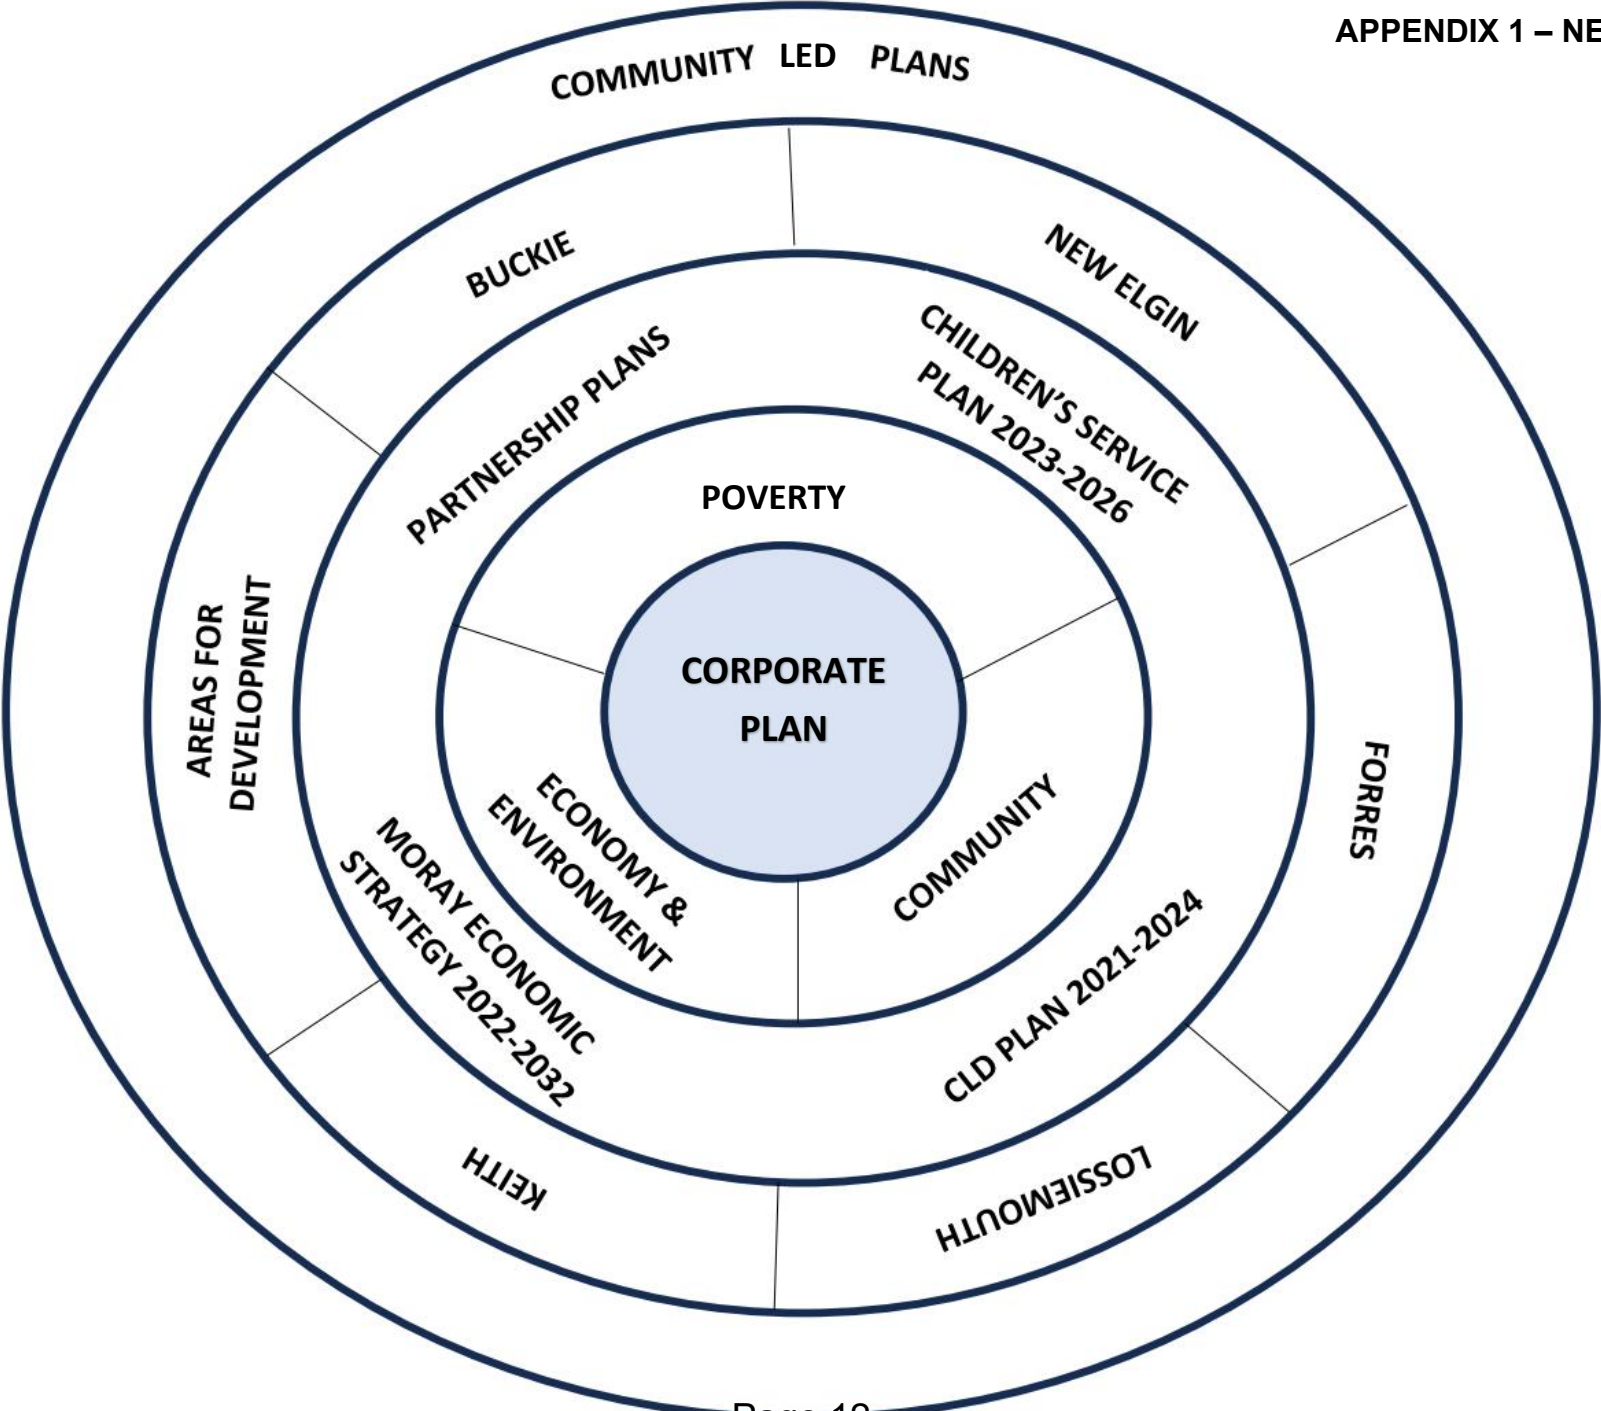 APPENDIX 1 – NE
COMMUNITY LED PLANS
BUCKIE
NEW ELGIN
PARTNERSHIP PLANS
CHILDREN'S SERVICE
PLAN 2023-2026
POVERTY
CORPORATE
PLAN
AREAS FOR
DEVELOPMENT
FORRES
ECONOMY &
ENVIRONMENT
COMMUNITY
MORAY ECONOMIC
STRATEGY 2022-2032
CLD PLAN 2021-2024
KEITH
LOSSIEMOUTH